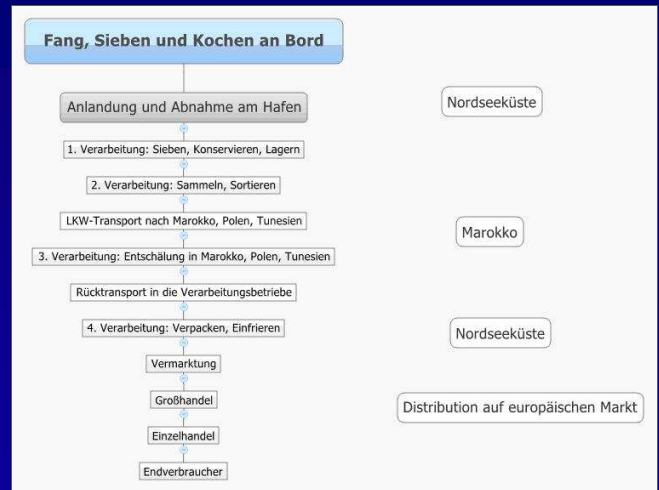 Fang, Sieben und Kochen an Bord
Anlandung und Abnahme am Hafen
1. Verarbeitung: Sieben, Konservieren, Lagern
2. Verarbeitung: Sammeln, Sortieren
LKW-Transport nach Marokko, Polen, Tunesien
3. Verarbeitung: Entschälung in Marokko, Polen, Tunesien
Rücktransport in die Verarbeitungsbetriebe
4. Verarbeitung: Verpacken, Einfrieren
Vermarktung
Großhandel
Einzelhandel
Endverbraucher
Nordseeküste
Marokko
Nordseeküste
Distribution auf europäischen Markt